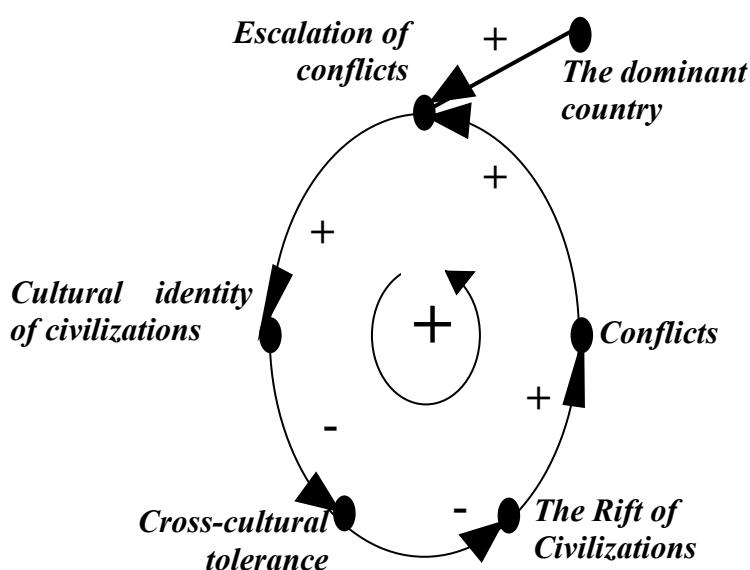 Escalation of
conflicts
+
The dominant
country
+
+
Cultural identity
of civilizations
+
Conflicts
+
-
Cross-cultural
tolerance
-
The Rift of
Civilizations